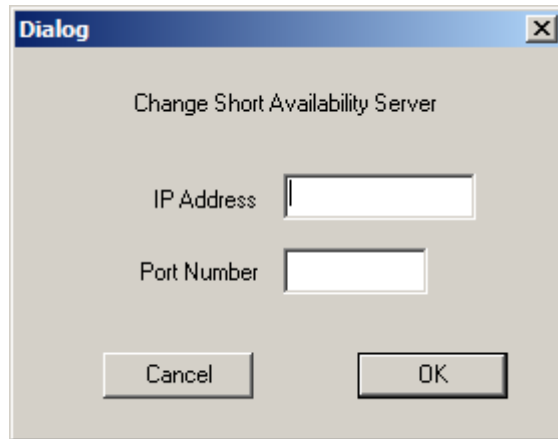 Dialog
Change Short Availability Server
IP Address
Port Number
Cancel
OK